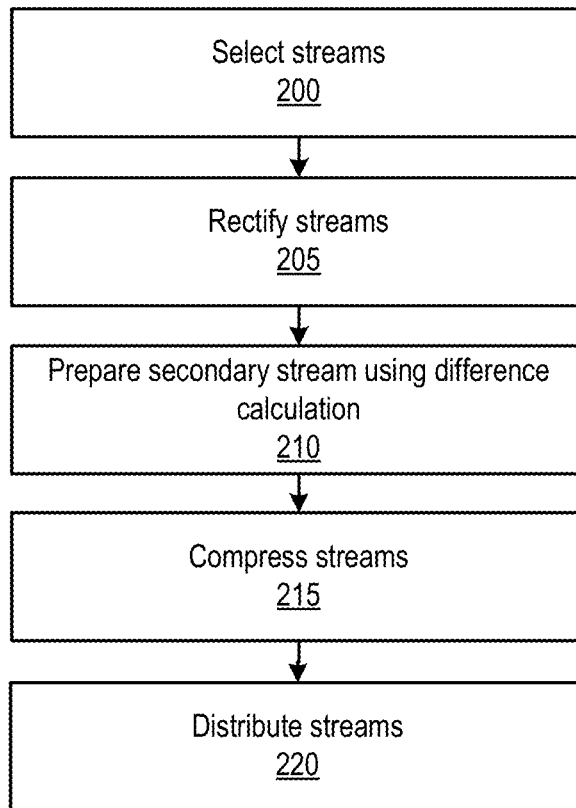 Select streams
200
Rectify streams
205
Prepare secondary stream using difference
calculation
210
Compress streams
215
Distribute streams
220